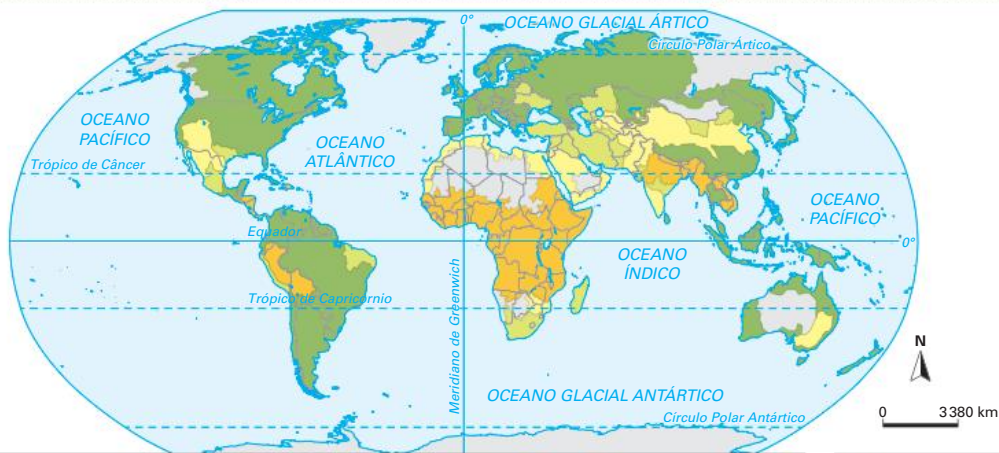 0°
OCEANO GLACIAL ÁRTICO
Círculo Polar Ártico
OCEANO
PACÍFICO
OCEANO
ATLÂNTICO
Trópico de Câncer
OCEANO
PACÍFICO
Equador
0°
OCEANO
ÍNDICO
Trópico de Capricórnio
Meridiano de Greenwich
N
OCEANO GLACIAL ANTÁRTICO
Círculo Polar Antártico
0 3 380 km